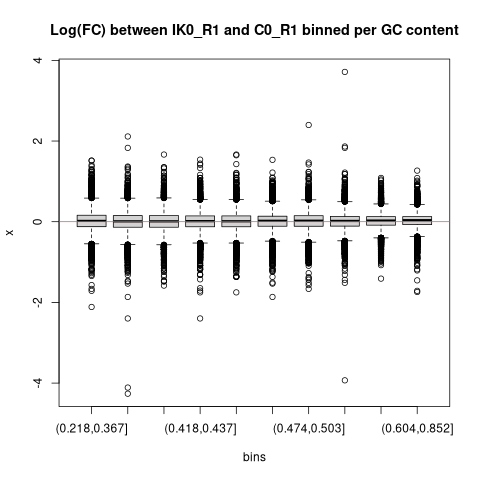 Log(FC) between IK0_R1 and C0_R1 binned per GC content
4
2
0
-2
-4
x
(0.218,0.367] (0.418,0.437] (0.474,0.503] (0.604,0.852]
bins